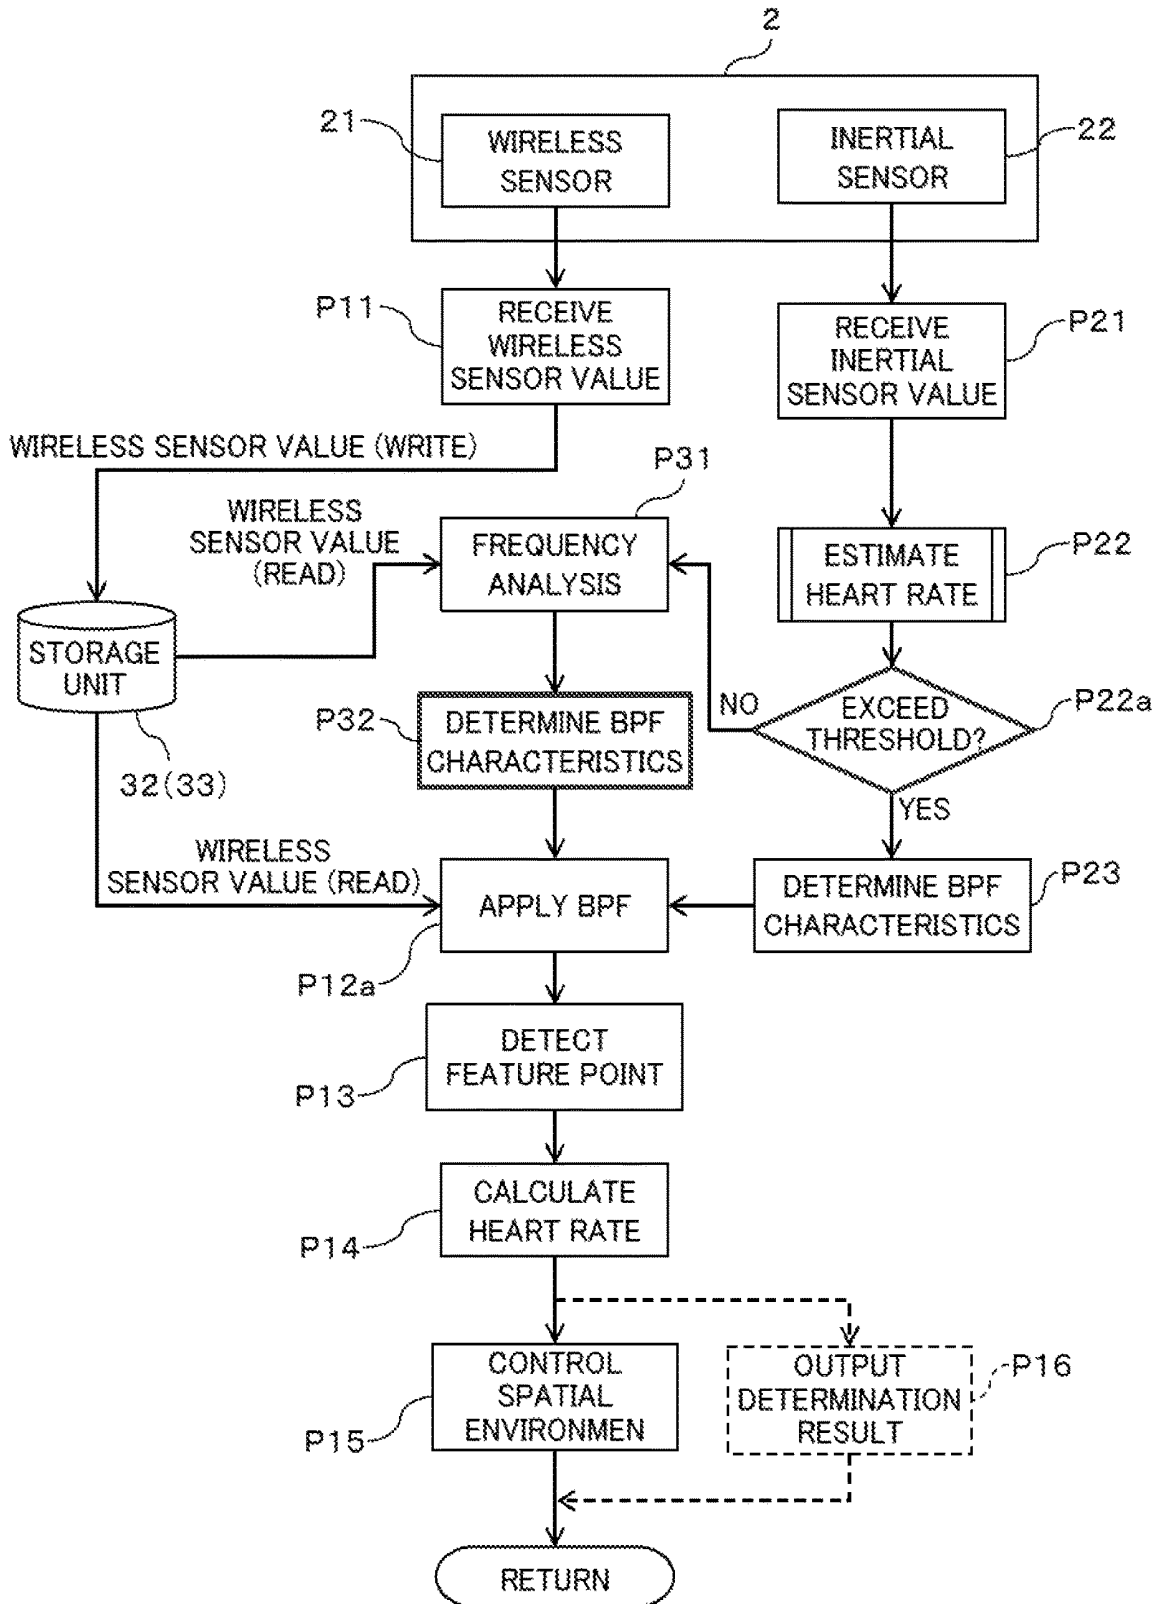 2
21
WIRELESS
SENSOR
INERTIAL
SENSOR
22
P11
RECEIVE
WIRELESS
SENSOR VALUE
RECEIVE
INERTIAL
SENSOR VALUE
P21
WIRELESS SENSOR VALUE (WRITE)
P31
WIRELESS
SENSOR VALUE
(READ)
FREQUENCY
ANALYSIS
ESTIMATE
HEART RATE
P22
STORAGE
UNIT
32(33)
P32
DETERMINE BPF
CHARACTERISTICS
NO
EXCEED
THRESHOLD?
P22a
YES
WIRELESS
SENSOR VALUE (READ)
APPLY BPF
P12a
DETERMINE BPF
CHARACTERISTICS
P23
DETECT
FEATURE POINT
P13
CALCULATE
HEART RATE
P14
CONTROL
SPATIAL
ENVIRONMEN
P15
OUTPUT
DETERMINATION
RESULT
P16
RETURN